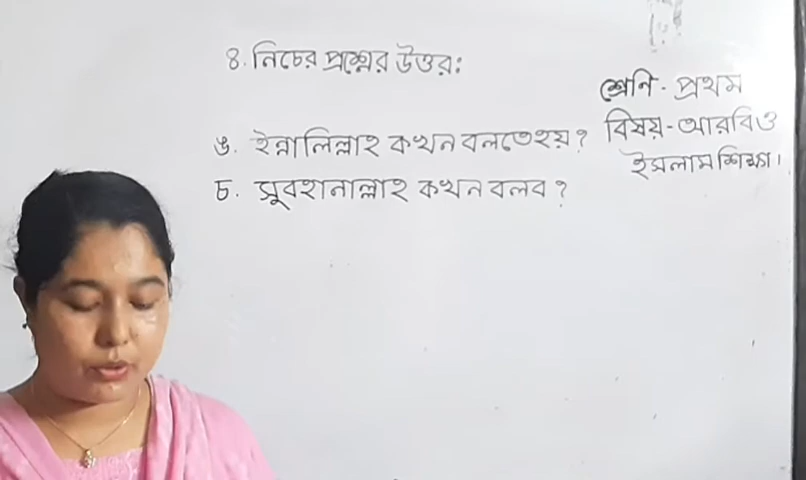 ৪. নিচের প্রশ্নের উত্তর:
শ্রেণি - প্রথম
বিষয় - আরবি ও
ইসলাম শিক্ষা।
ঙ. ইন্নালিল্লাহ কখন বলতে হয়?
চ. সুবহানাল্লাহ কখন বলব?